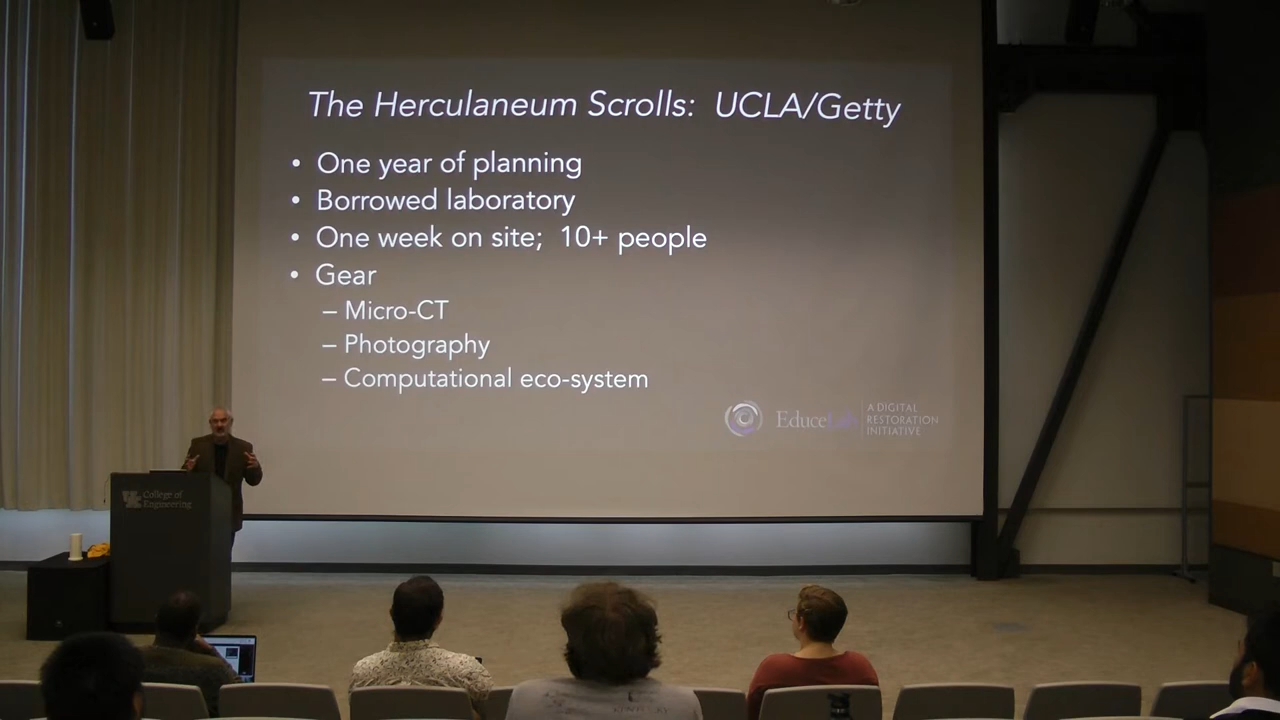 The Herculaneum Scrolls: UCLA/Getty
• One year of planning
• Borrowed laboratory
• One week on site; 10+ people
• Gear
– Micro-CT
– Photography
– Computational eco-system
EduceLab
A DIGITAL
RESTORATION
INITIATIVE
UK College of
Engineering